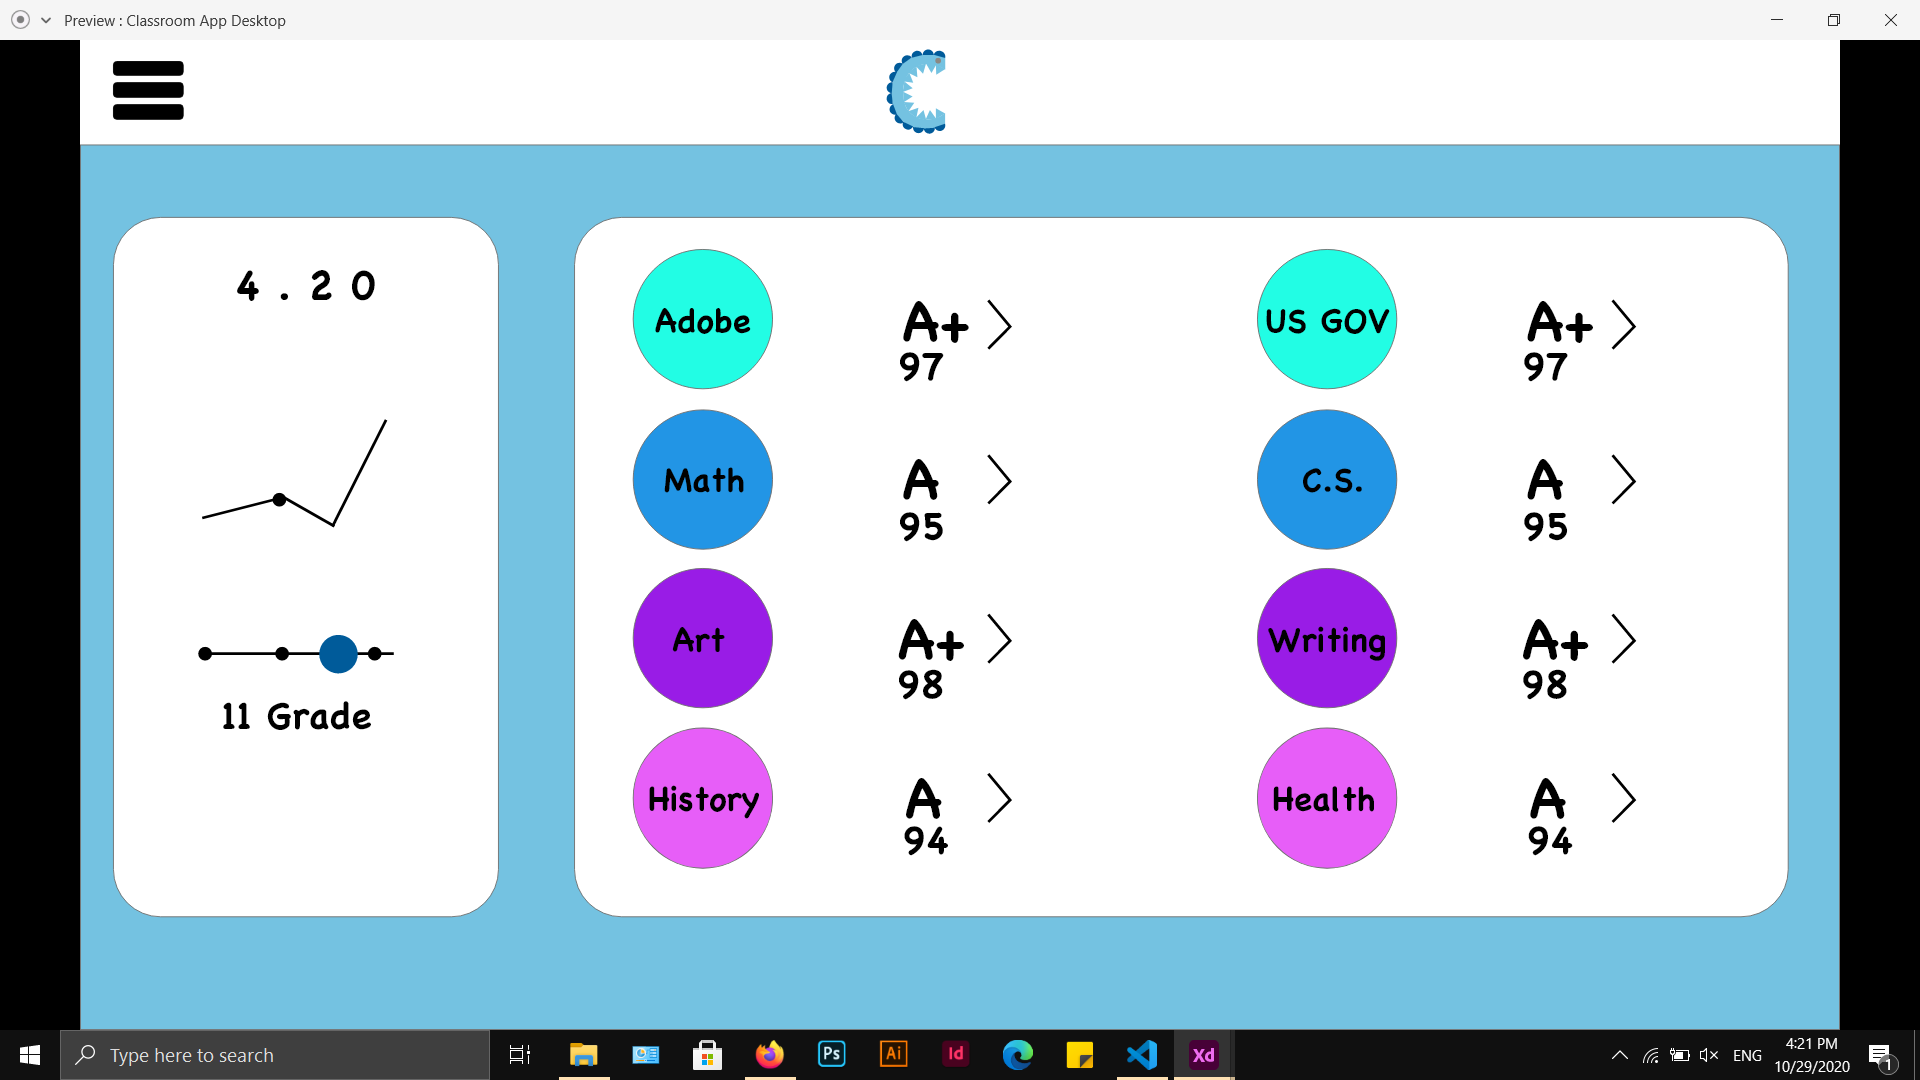 Preview : Classroom App Desktop
4 . 2 0
11 Grade
Adobe
A+
97
US GOV
A+
97
Math
A
95
C.S.
A
95
Art
A+
98
Writing
A+
98
History
A
94
Health
A
94
Type here to search
Ps
Ai
Id
Xd
ENG
4:21 PM
10/29/2020
1